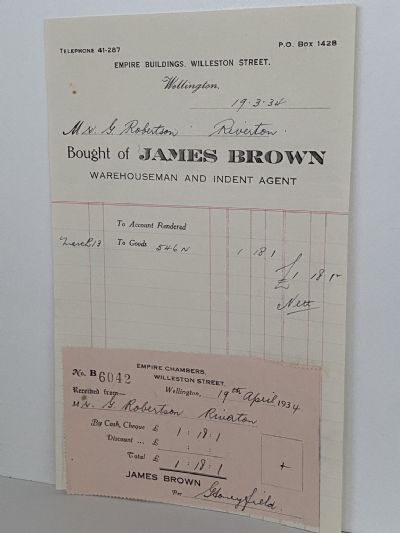 TELEPHONE 41-287 P.O. BOX 1428
EMPIRE BUILDINGS, WILLESTON STREET,
Wellington,
19·3·34
Mr. G Robertson Riverton.
Bought of JAMES BROWN
WAREHOUSEMAN AND INDENT AGENT
To Account Rendered
March 13 To Goods 546N 1 18 1
£1 18 1
Nett
EMPIRE CHAMBERS,
WILLESTON STREET,
No. B 6042
Wellington, 19th April 1934
Received from—
Mr. G Robertson Riverton
By Cash, Cheque £ 1 : 18 : 1
Discount ... £ : :
Total £ 1 : 18 : 1
JAMES BROWN
Per